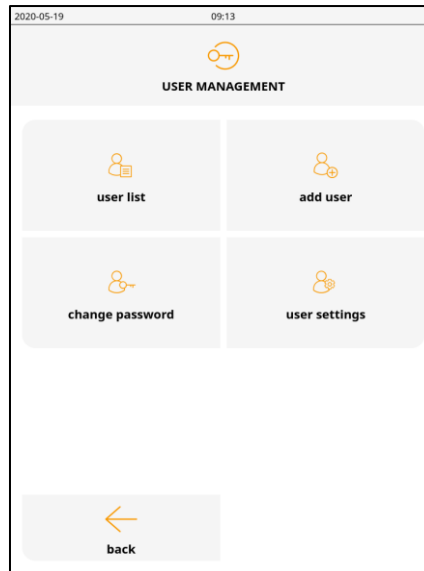 2020-05-19 09:13
USER MANAGEMENT
user list add user
change password user settings
back